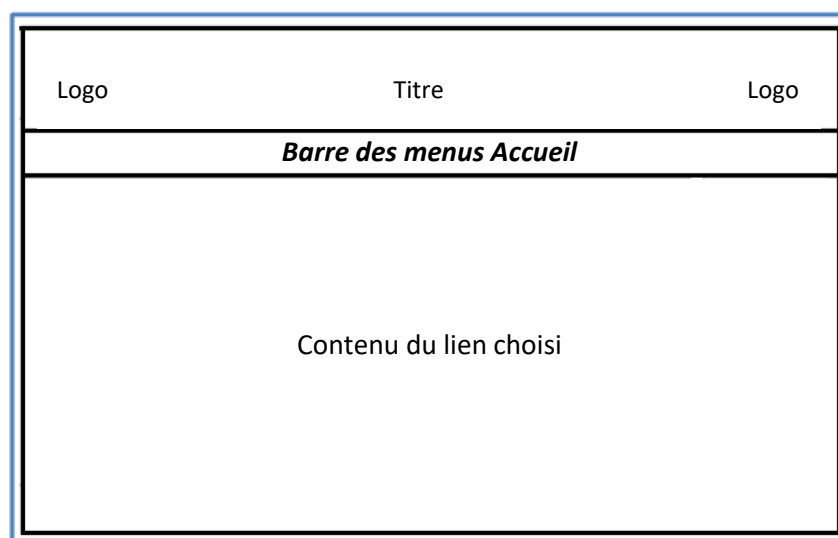 Logo Titre Logo
Barre des menus Accueil
Contenu du lien choisi